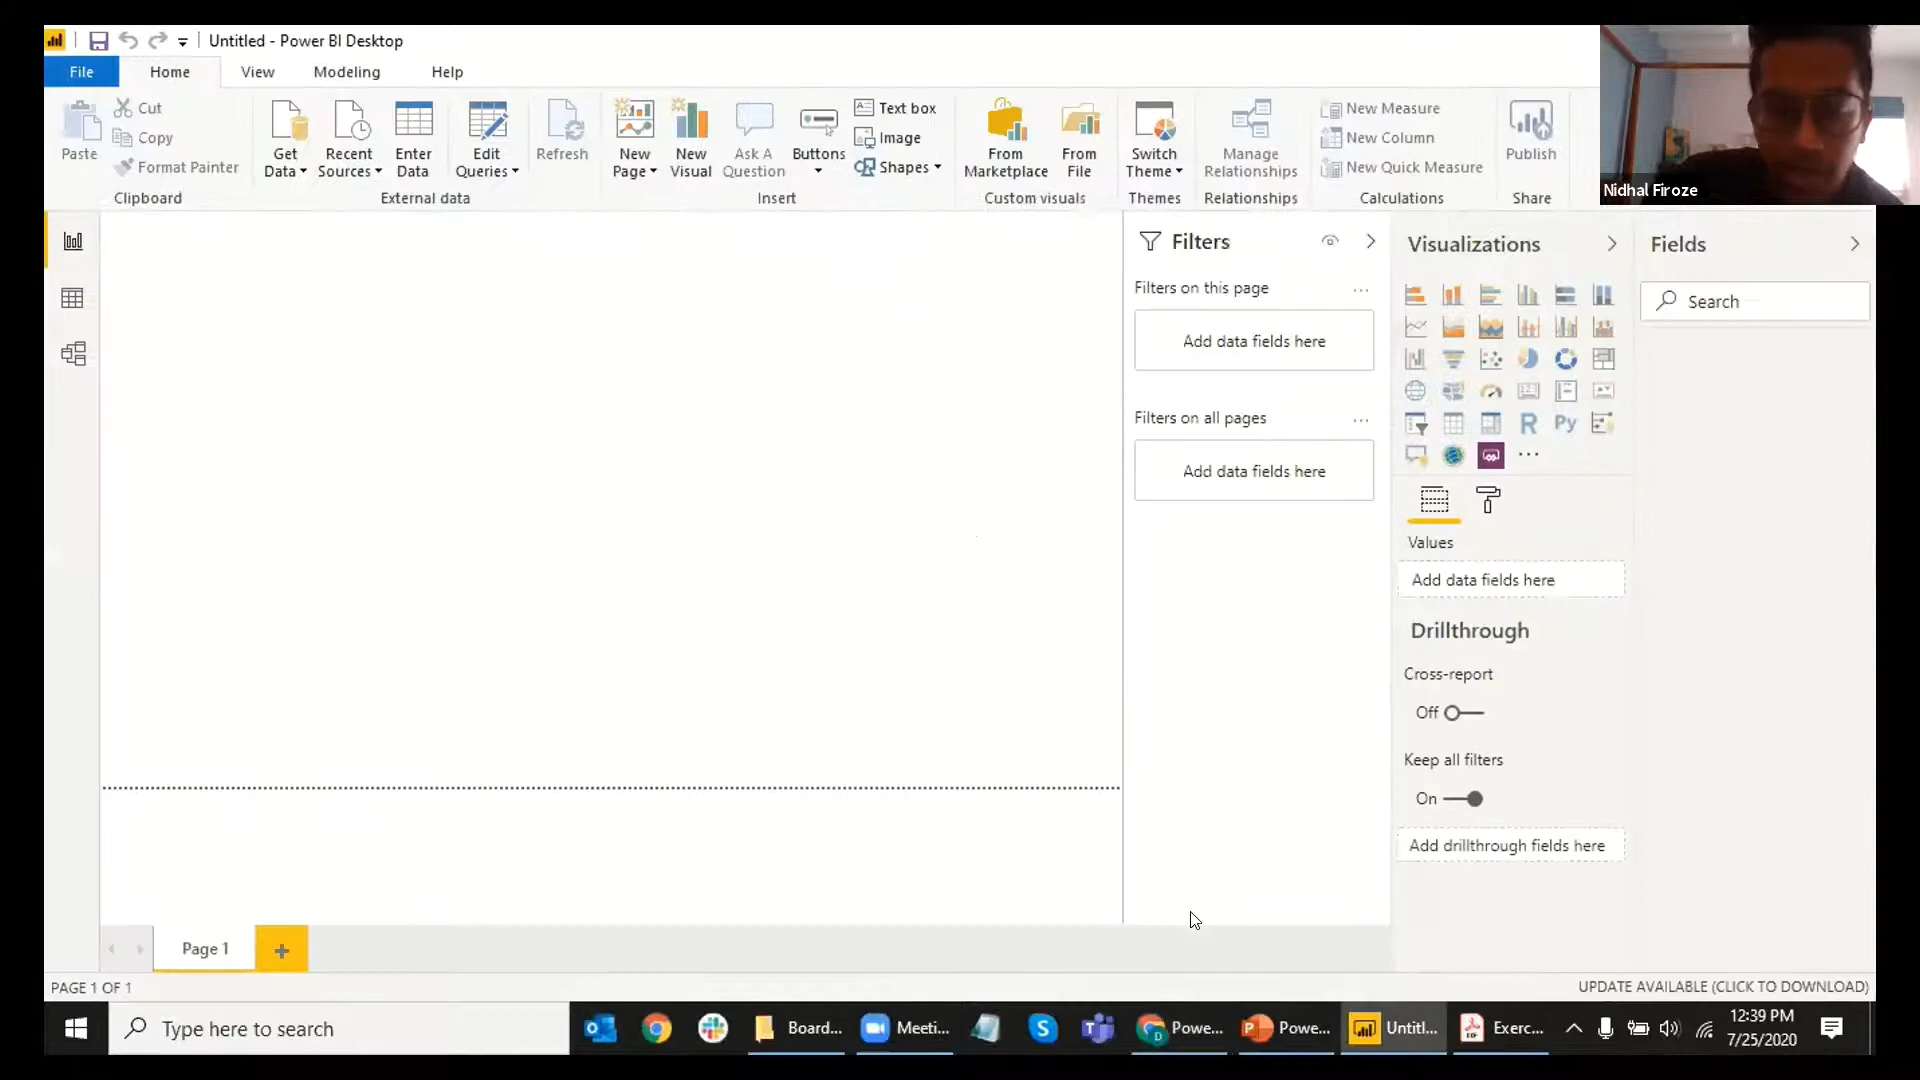 Untitled - Power BI Desktop
File Home View Modeling Help
Paste
Cut
Copy
Format Painter
Clipboard
Get Data
Recent Sources
Enter Data
Edit Queries
Refresh
External data
New Page
New Visual
Ask A Question
Buttons
Text box
Image
Shapes
Insert
From Marketplace
From File
Custom visuals
Switch Theme
Themes
Manage Relationships
Relationships
New Measure
New Column
New Quick Measure
Calculations
Publish
Share
Nidhal Firoze
Filters
Filters on this page ...
Add data fields here
Filters on all pages ...
Add data fields here
Visualizations
R Py
...
Values
Add data fields here
Drillthrough
Cross-report
Off
Keep all filters
On
Add drillthrough fields here
Fields
Search
Page 1 +
PAGE 1 OF 1
UPDATE AVAILABLE (CLICK TO DOWNLOAD)
Type here to search
Board...
Meeti...
Powe...
Powe...
Untitl...
Exerc...
12:39 PM
7/25/2020